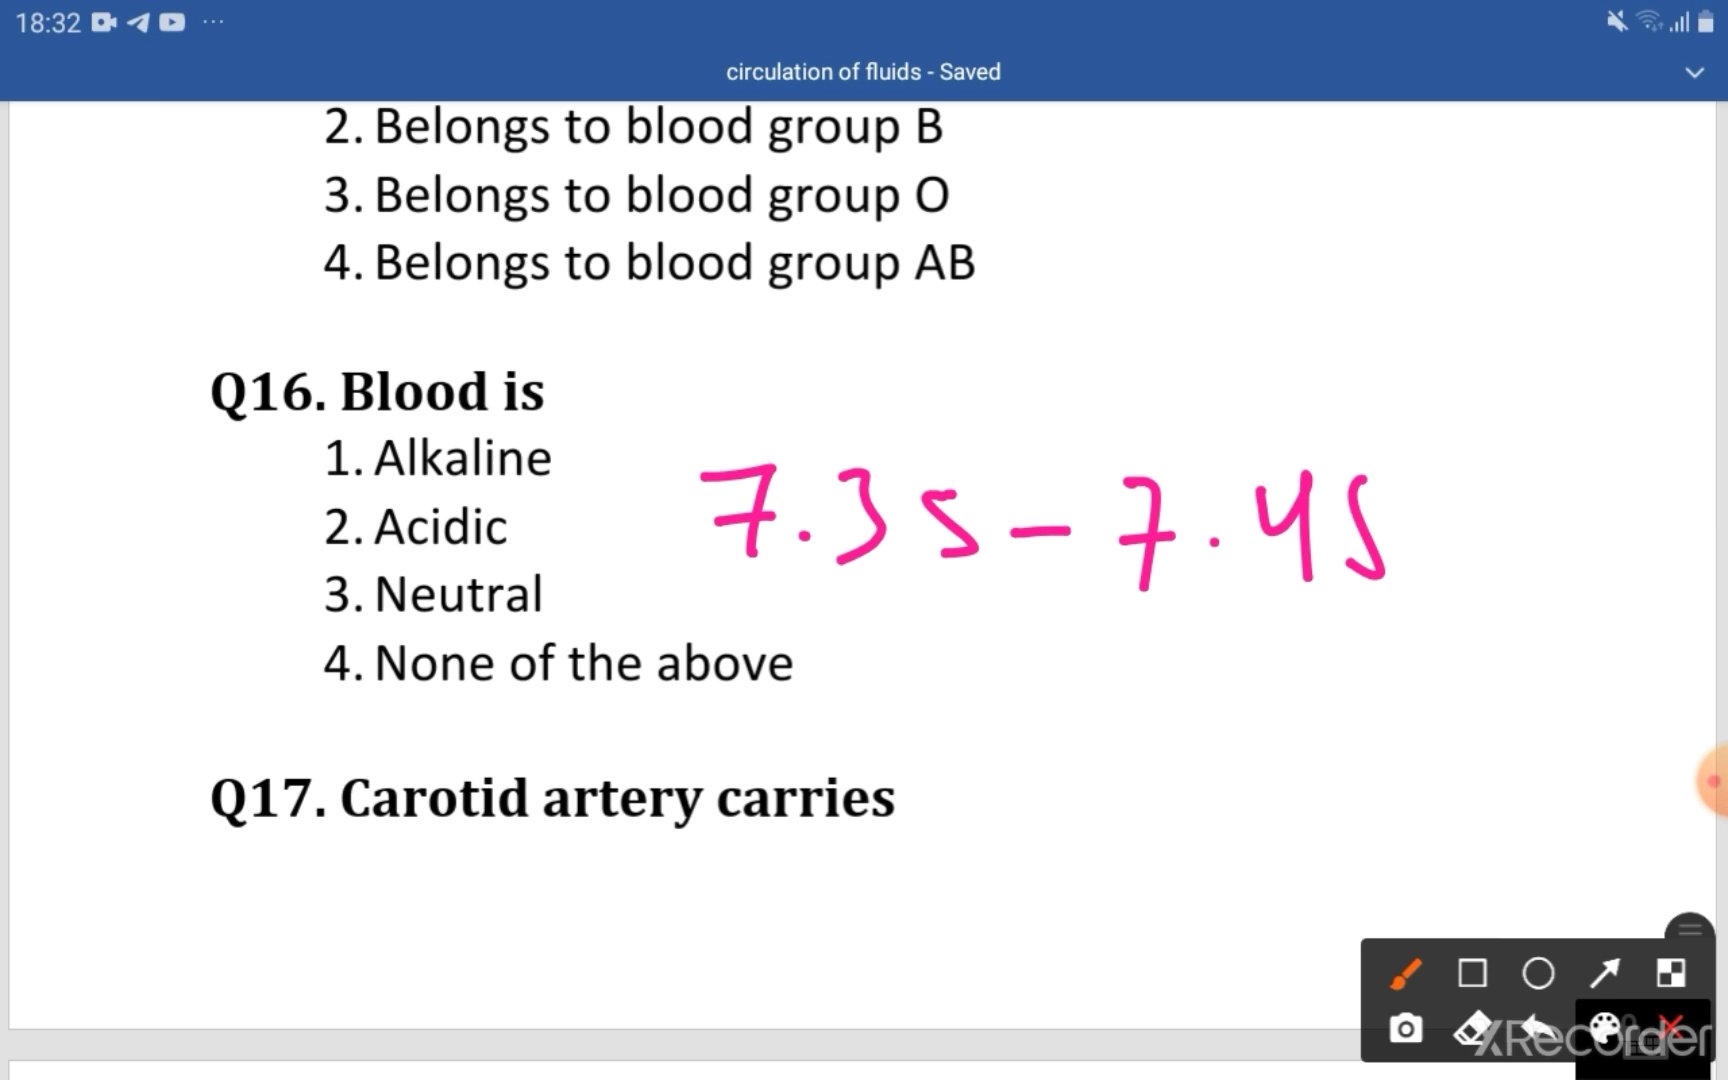 18:32 ...
circulation of fluids - Saved
2. Belongs to blood group B
3. Belongs to blood group O
4. Belongs to blood group AB
Q16. Blood is
1. Alkaline
2. Acidic
3. Neutral
4. None of the above
7.35-7.45
Q17. Carotid artery carries
XRecorder